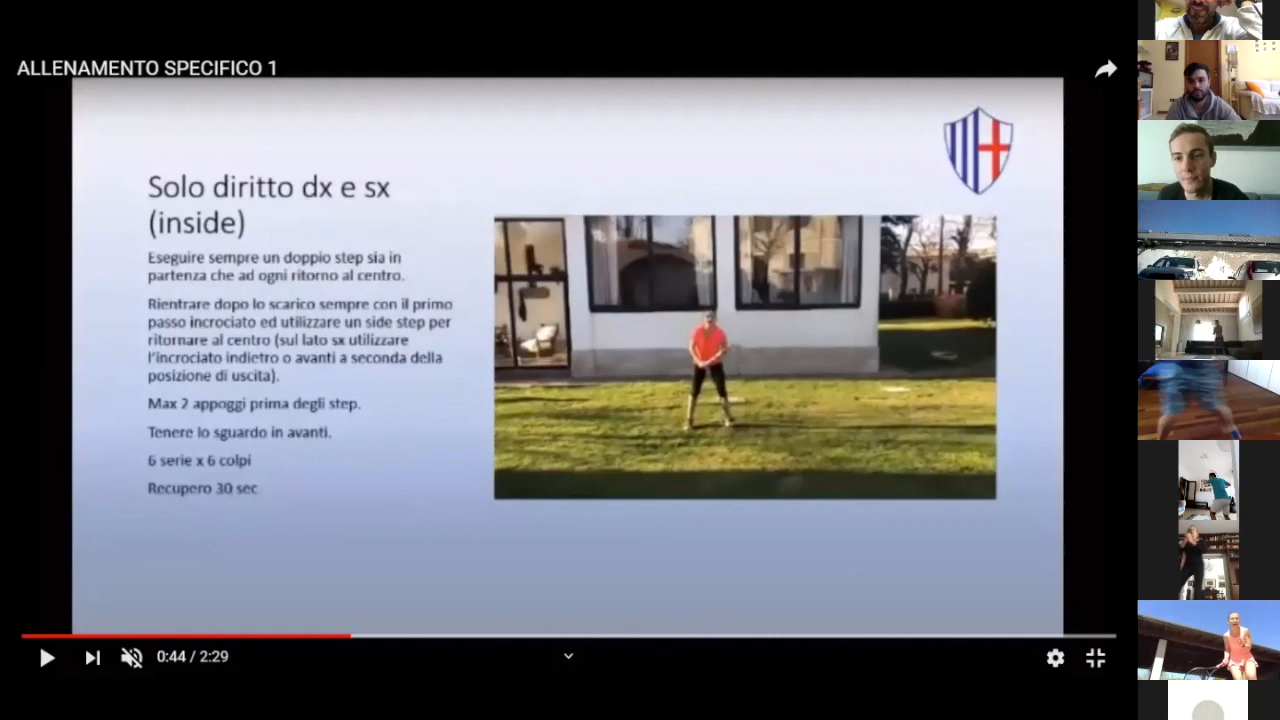 ALLENAMENTO SPECIFICO 1
Solo diritto dx e sx
(inside)
Eseguire sempre un doppio step sia in
partenza che ad ogni ritorno al centro.
Rientrare dopo lo scarico sempre con il primo
passo incrociato ed utilizzare un side step per
ritornare al centro (sul lato sx utilizzare
l'incrociato indietro o avanti a seconda della
posizione di uscita).
Max 2 appoggi prima degli step.
Tenere lo sguardo in avanti.
6 serie x 6 colpi
Recupero 30 sec
0:44 / 2:29